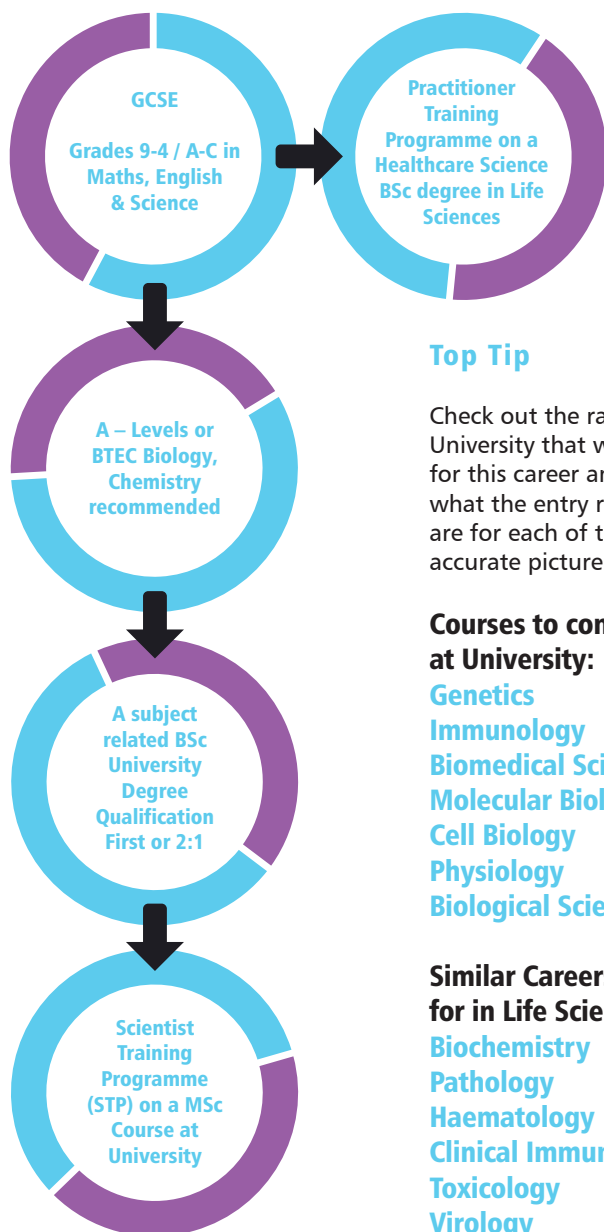 GCSE
Grades 9-4 / A-C in
Maths, English
& Science
Practitioner
Training
Programme on a
Healthcare Science
BSc degree in Life
Sciences
A – Levels or
BTEC Biology,
Chemistry
recommended
A subject
related BSc
University
Degree
Qualification
First or 2:1
Scientist
Training
Programme
(STP) on a MSc
Course at
University
Top Tip
Check out the
University that
for this career
what the entry
are for each of
accurate picture
Courses to
at University:
Genetics
Immunology
Biomedical
Molecular
Cell Biology
Physiology
Biological
Similar
for in Life
Biochemistry
Pathology
Haematology
Clinical
Toxicology
Virology